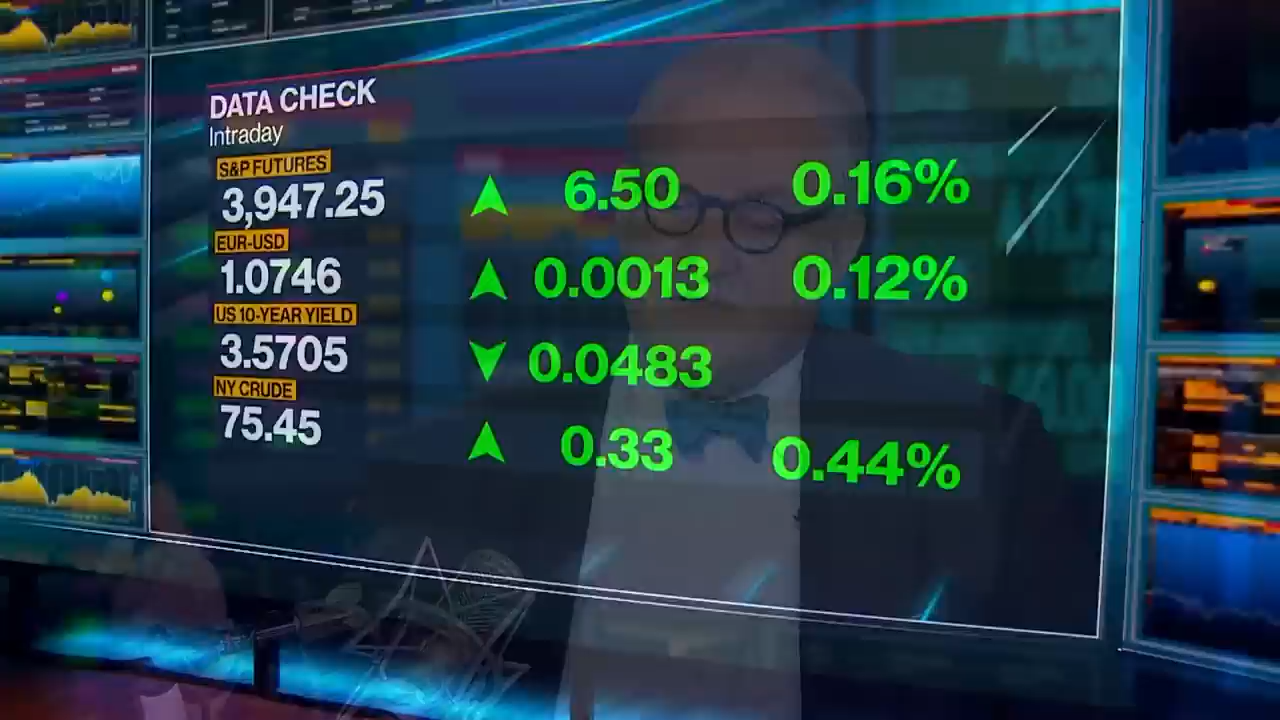 DATA CHECK
Intraday
S&P FUTURES
3,947.25 ▲ 6.50 0.16%
EUR-USD
1.0746 ▲ 0.0013 0.12%
US 10-YEAR YIELD
3.5705 ▼ 0.0483
NY CRUDE
75.45 ▲ 0.33 0.44%